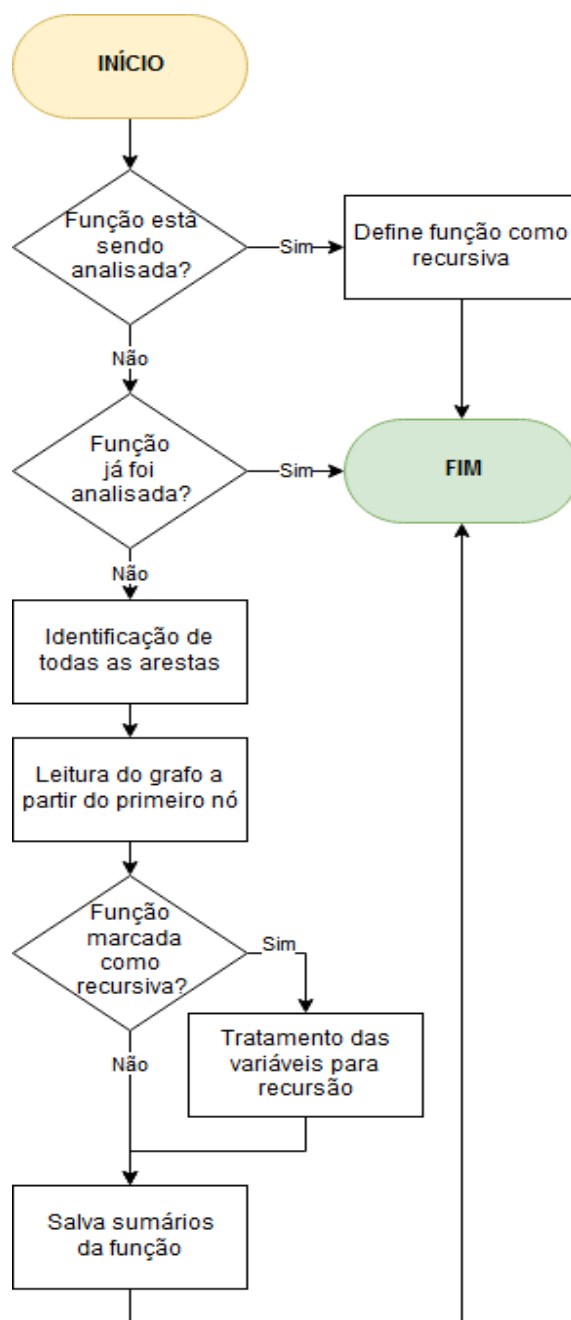 INÍCIO
Função está
sendo
analisada?
Sim
Define função como
recursiva
Não
Função
já foi
analisada?
Sim
FIM
Não
Identificação de
todas as arestas
Leitura do grafo a
partir do primeiro nó
Função
marcada
como
recursiva?
Sim
Tratamento das
variáveis para
recursão
Não
Salva sumários
da função